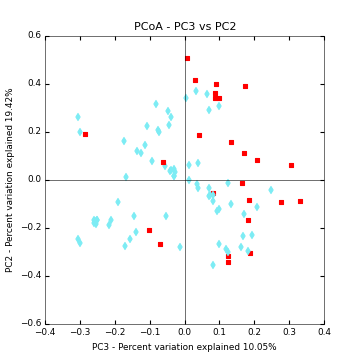 PCoA - PC3 vs PC2
0.6
0.4
0.2
0.0
−0.2
−0.4
−0.6
−0.4 −0.3 −0.2 −0.1 0.0 0.1 0.2 0.3 0.4
PC2 - Percent variation explained 19.42%
PC3 - Percent variation explained 10.05%